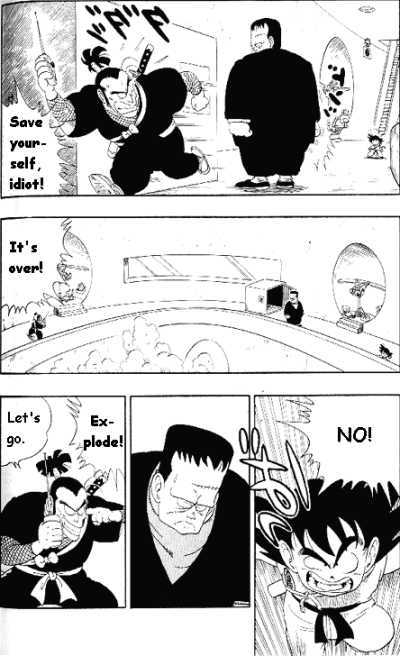 Save
your-
self,
idiot!
It's
over!
Let's
go.
Ex-
plode!
NO!